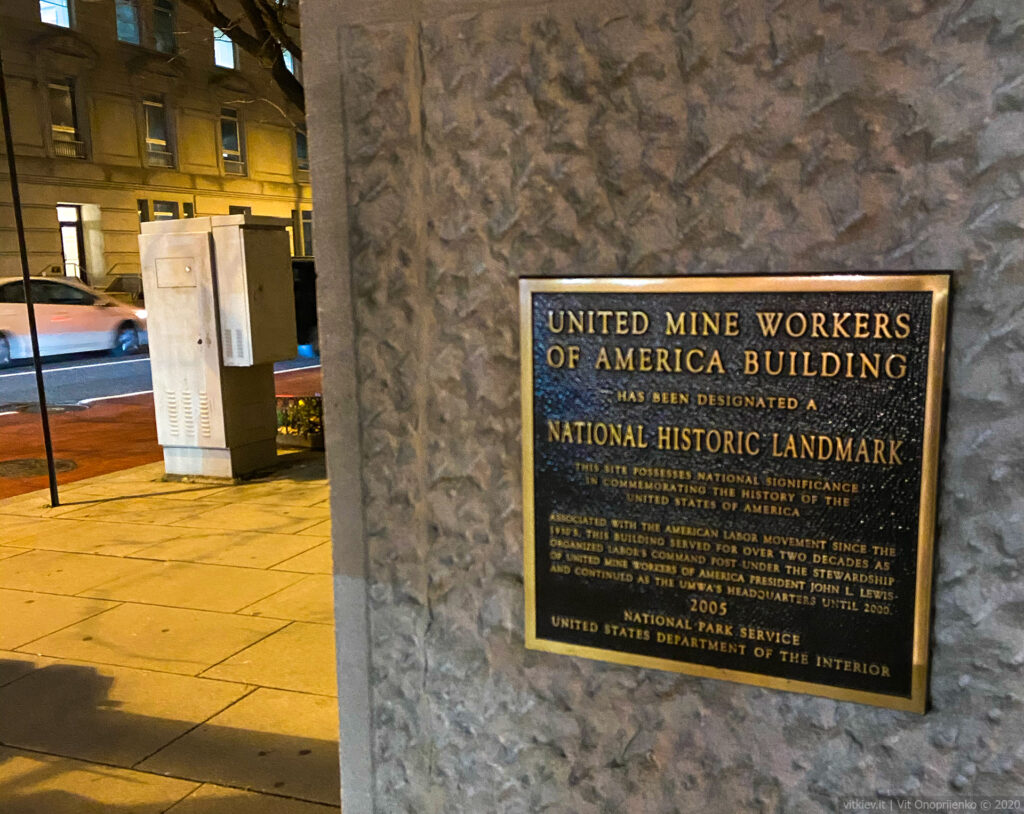 UNITED MINE WORKERS
OF AMERICA BUILDING
HAS BEEN DESIGNATED A
NATIONAL HISTORIC LANDMARK
THIS SITE POSSESSES NATIONAL SIGNIFICANCE
IN COMMEMORATING THE HISTORY OF THE
UNITED STATES OF AMERICA
ASSOCIATED WITH THE AMERICAN LABOR MOVEMENT SINCE THE
1930'S, THIS BUILDING SERVED FOR OVER TWO DECADES AS
ORGANIZED LABOR'S COMMAND POST UNDER THE STEWARDSHIP
OF UNITED MINE WORKERS OF AMERICA PRESIDENT JOHN L. LEWIS
AND CONTINUED AS THE UMWA'S HEADQUARTERS UNTIL 2000.
2005
NATIONAL PARK SERVICE
UNITED STATES DEPARTMENT OF THE INTERIOR
vitkiev.it | Vit Onopriienko © 2020